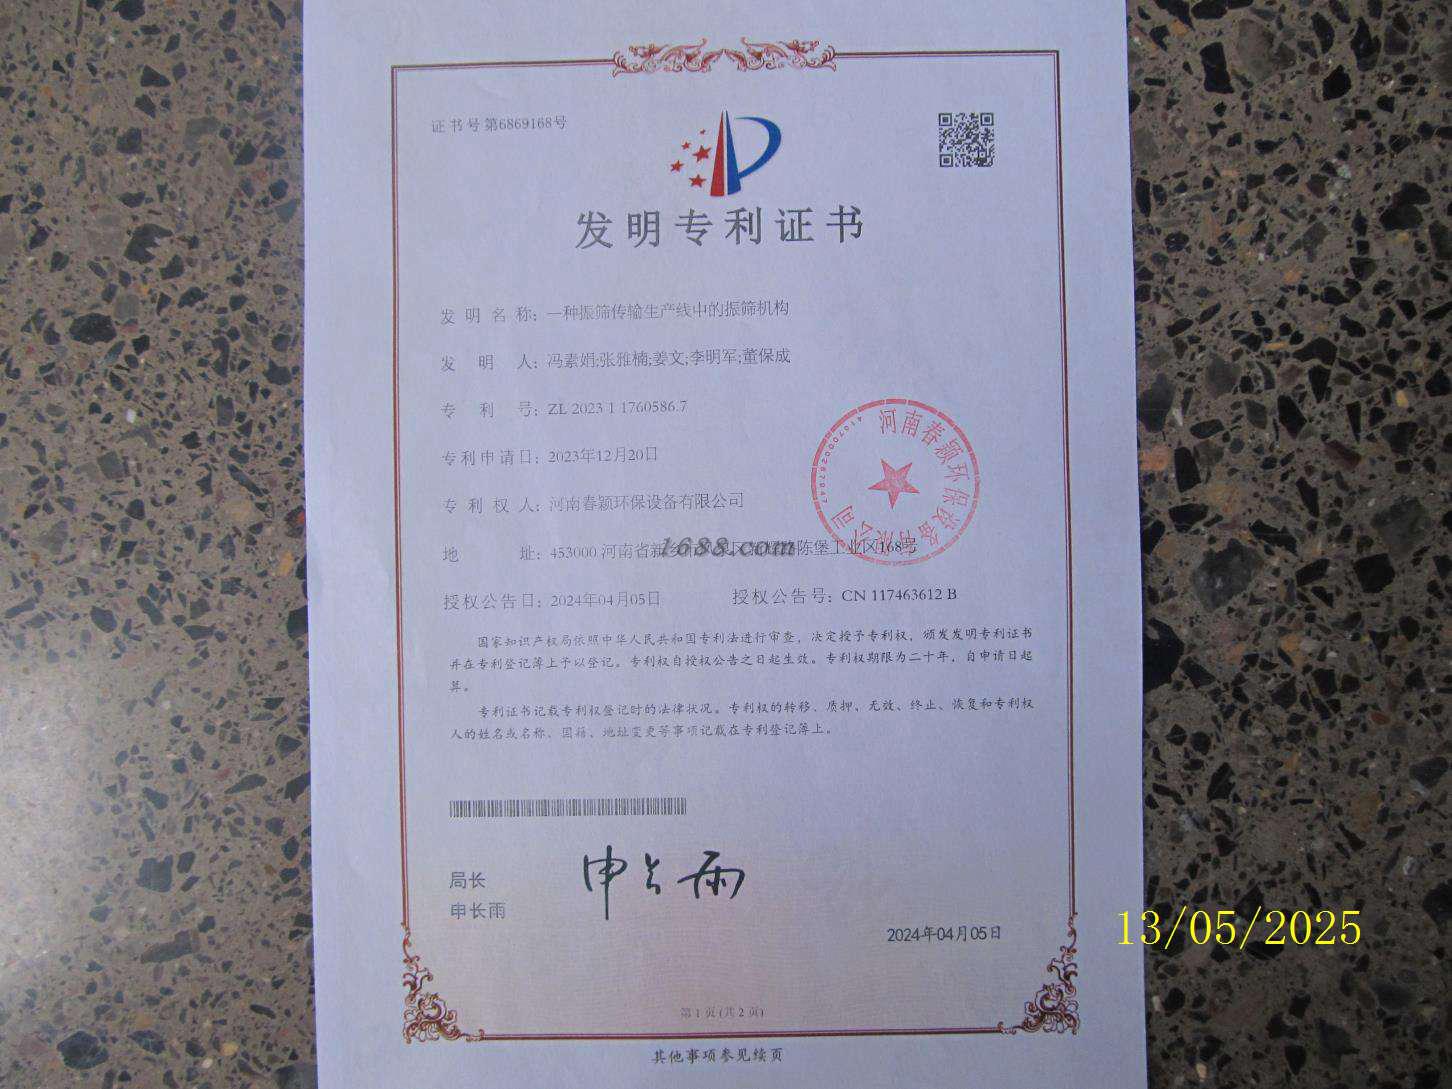 证书号第6869168号
发明专利证书
发明名称：一种振筛传输生产线中的振筛机构
发明人：冯素娟;张雅楠;姜文;李明军;董保成
专利号：ZL 2023 1 1760586.7
专利申请日：2023年12月20日
专利权人：河南春颖环保设备有限公司
河南春颖环保设备有限公司
地址：453000 河南省新乡 区 陈堡工业区168号
1688.com
授权公告日：2024年04月05日 授权公告号：CN 117463612 B
国家知识产权局依照中华人民共和国专利法进行审查，决定授予专利权，颁发发明专利证书
并在专利登记簿上予以登记。专利权自授权公告之日起生效。专利权期限为二十年，自申请日起
算。
专利证书记载专利权登记时的法律状况。专利权的转移、质押、无效、终止、恢复和专利权
人的姓名或名称、国籍、地址变更等事项记载在专利登记簿上。
局长
申长雨
申长雨
2024年04月05日
13/05/2025
第1页(共2页)
其他事项参见续页